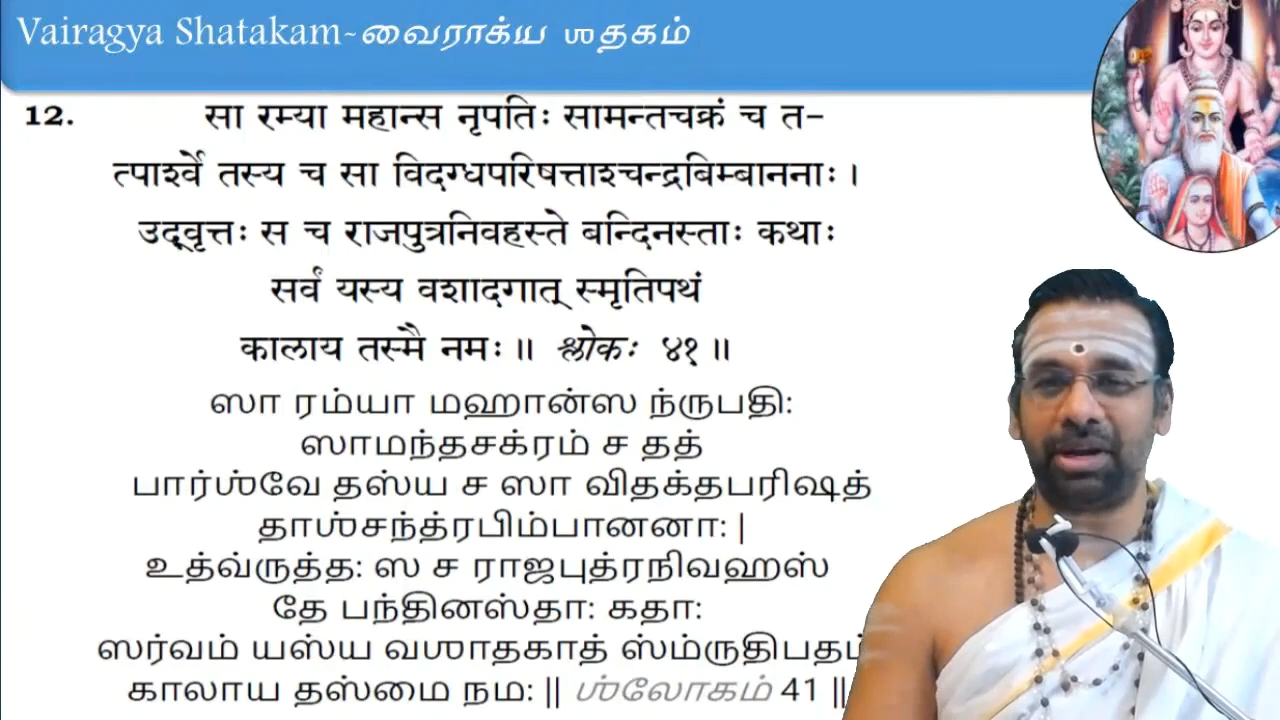 Vairagya Shatakam-வைராக்ய ஶதகம்
12. सा रम्या महान्स नृपतिः सामन्तचक्रं च त-
त्पार्श्वे तस्य च सा विदग्धपरिषत्ताश्चन्द्रबिम्बाननाः ।
उद्वृत्तः स च राजपुत्रनिवहस्ते बन्दिनस्ताः कथाः
सर्वं यस्य वशादगात् स्मृतिपथं
कालाय तस्मै नमः ॥ श्लोकः ४१ ॥
ஸா ரம்யா மஹான்ஸ ந்ருபதி:
ஸாமந்தசக்ரம் ச தத்
பார்ஶ்வே தஸ்ய ச ஸா விதக்தபரிஷத்
தாஶ்சந்த்ரபிம்பானனா: |
உத்வ்ருத்த: ஸ ச ராஜபுத்ரநிவஹஸ்
தே பந்தினஸ்தா: கதா:
ஸர்வம் யஸ்ய வஶாதகாத் ஸ்ம்ருதிபதம்
காலாய தஸ்மை நம: || ஶ்லோகம் 41 ||